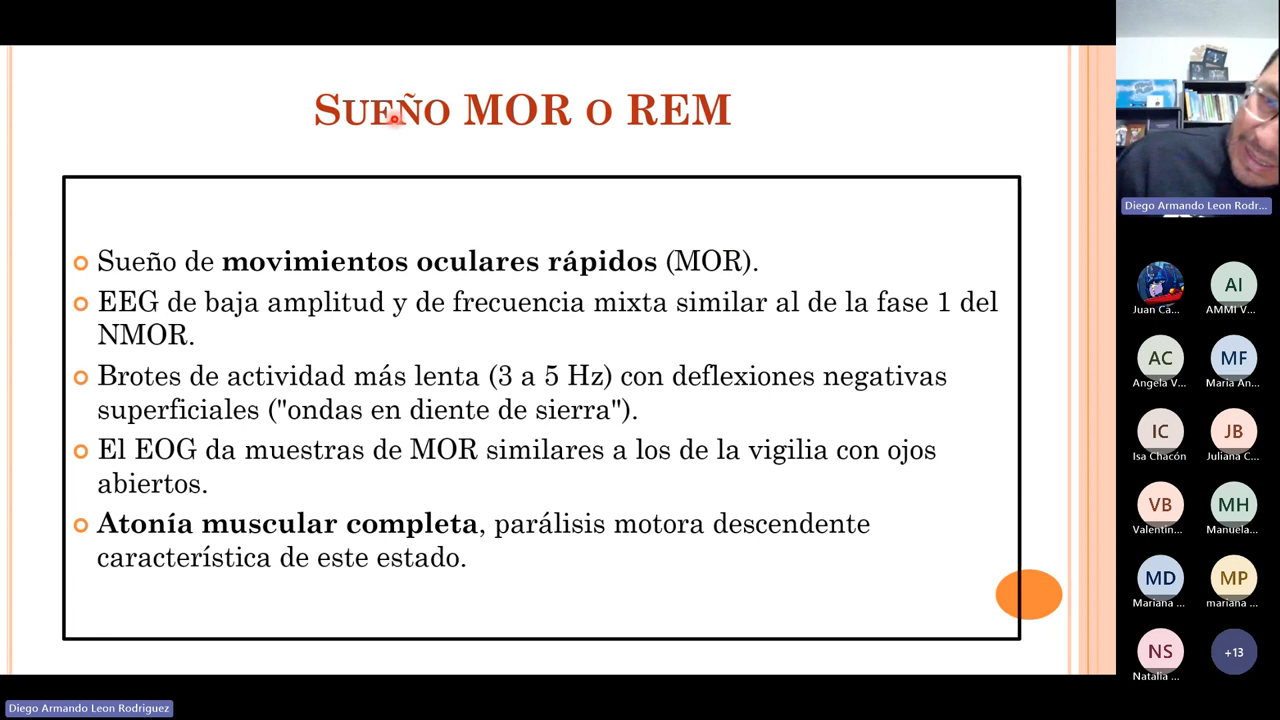 SUEÑO MOR O REM
Sueño de movimientos oculares rápidos (MOR).
EEG de baja amplitud y de frecuencia mixta similar al de la fase 1 del
NMOR.
Brotes de actividad más lenta (3 a 5 Hz) con deflexiones negativas
superficiales ("ondas en diente de sierra").
El EOG da muestras de MOR similares a los de la vigilia con ojos
abiertos.
Atonía muscular completa, parálisis motora descendente
característica de este estado.
Diego Armando Leon Rodr...
Juan Ca...
AI
AMMI V...
AC
Angela V...
MF
Maria An...
IC
Isa Chacón
JB
Juliana C...
VB
Valentin...
MH
Manuela...
MD
Mariana ...
MP
mariana ...
NS
Natalia ...
+13
Diego Armando Leon Rodriguez